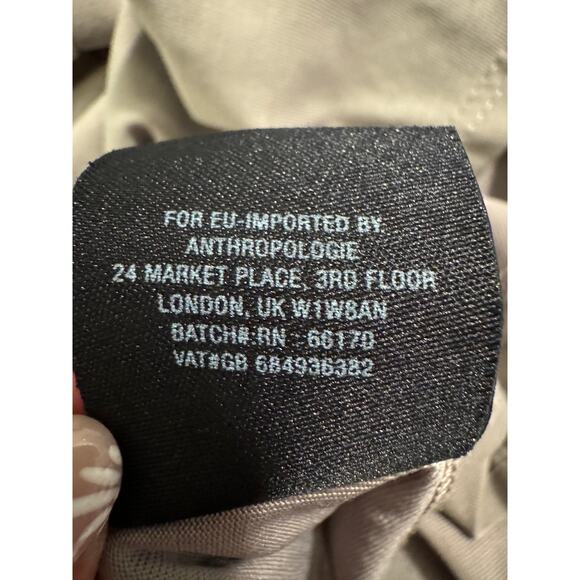 FOR EU-IMPORTED BY.
ANTHROPOLOGIE
24 MARKET PLACE, 3RD FLOOR
LONDON, UK W1W8AN
BATCH#:RN : 66170
VAT#GB 684936382